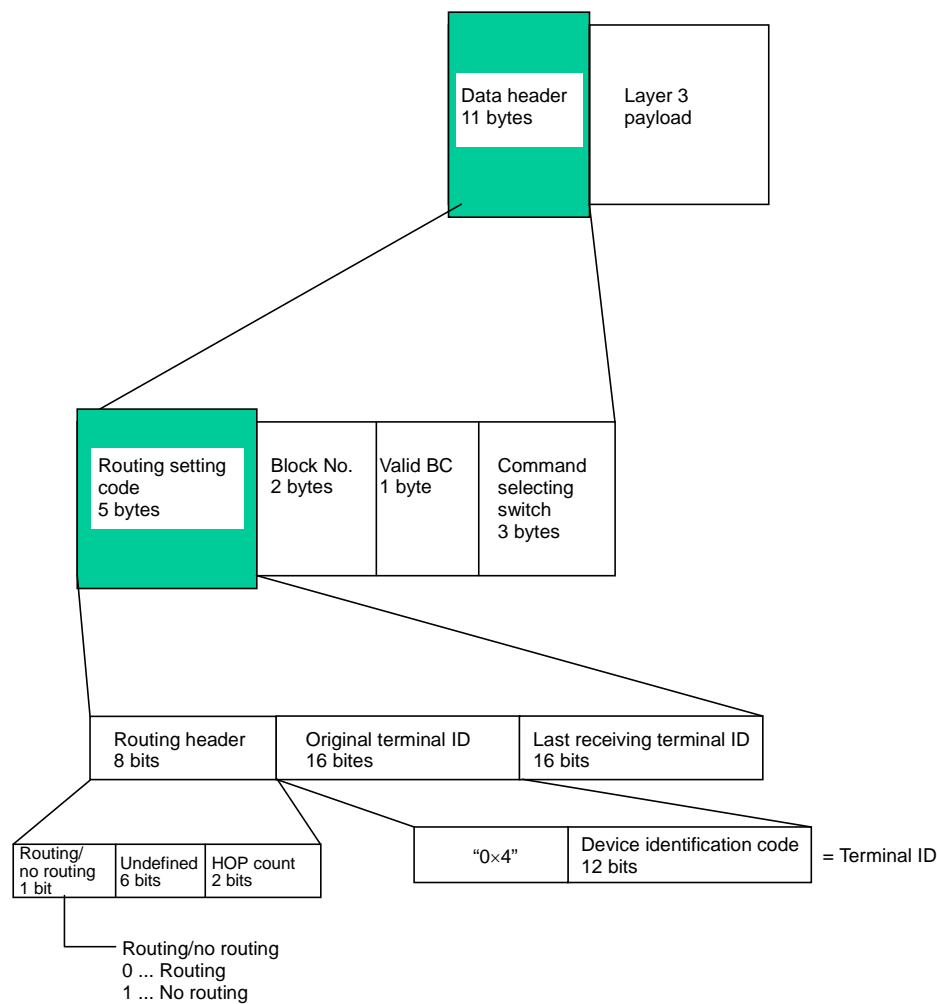 Data header
11 bytes
Layer 3
payload
Routing setting
code
5 bytes
Block No.
2 bytes
Valid BC
1 byte
Command
selecting
switch
3 bytes
Routing header
8 bits
Original terminal ID
16 bites
Last receiving terminal ID
16 bits
Routing/
no routing
1 bit
Undefined
6 bits
HOP count
2 bits
“0×4”
Device identification code
12 bits
= Terminal ID
Routing/no routing
0 ... Routing
1 ... No routing